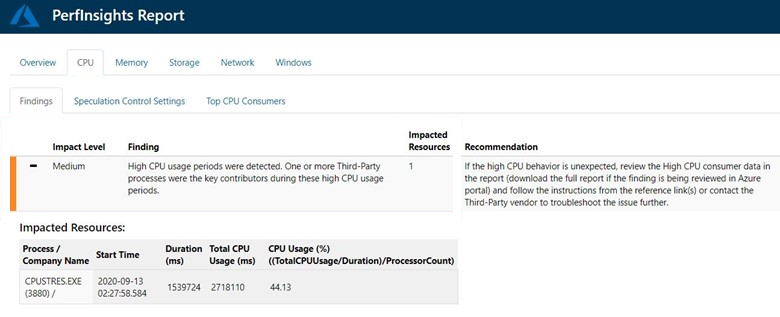 PerfInsights Report
Overview CPU Memory Storage Network Windows
Findings Speculation Control Settings Top CPU Consumers
Impact Level Finding Impacted Resources Recommendation
Medium High CPU usage periods were detected. One or more Third-Party
processes were the key contributors during these high CPU usage
periods.
1
If the high CPU behavior is unexpected, review the High CPU consumer data in
the report (download the full report if the finding is being reviewed in Azure
portal) and follow the instructions from the reference link(s) or contact the
Third-Party vendor to troubleshoot the issue further.
Impacted Resources:
Process / Company Name Start Time Duration (ms) Total CPU Usage (ms) CPU Usage (%) ((TotalCPUUsage/Duration)/ProcessorCount)
CPUSTRES.EXE (3880) / 2020-09-13 02:27:58.584 1539724 2718110 44.13